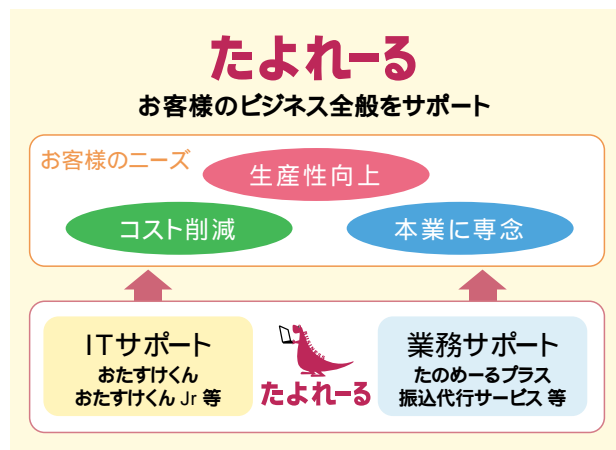 たよれーる
お客様のビジネス全般をサポート
お客様のニーズ
生産性向上
コスト削減
本業に専念
ITサポート
おたすけくん
おたすけくん Jr 等
BUSINESS
たよれーる
業務サポート
たのめーるプラス
振込代行サービス 等